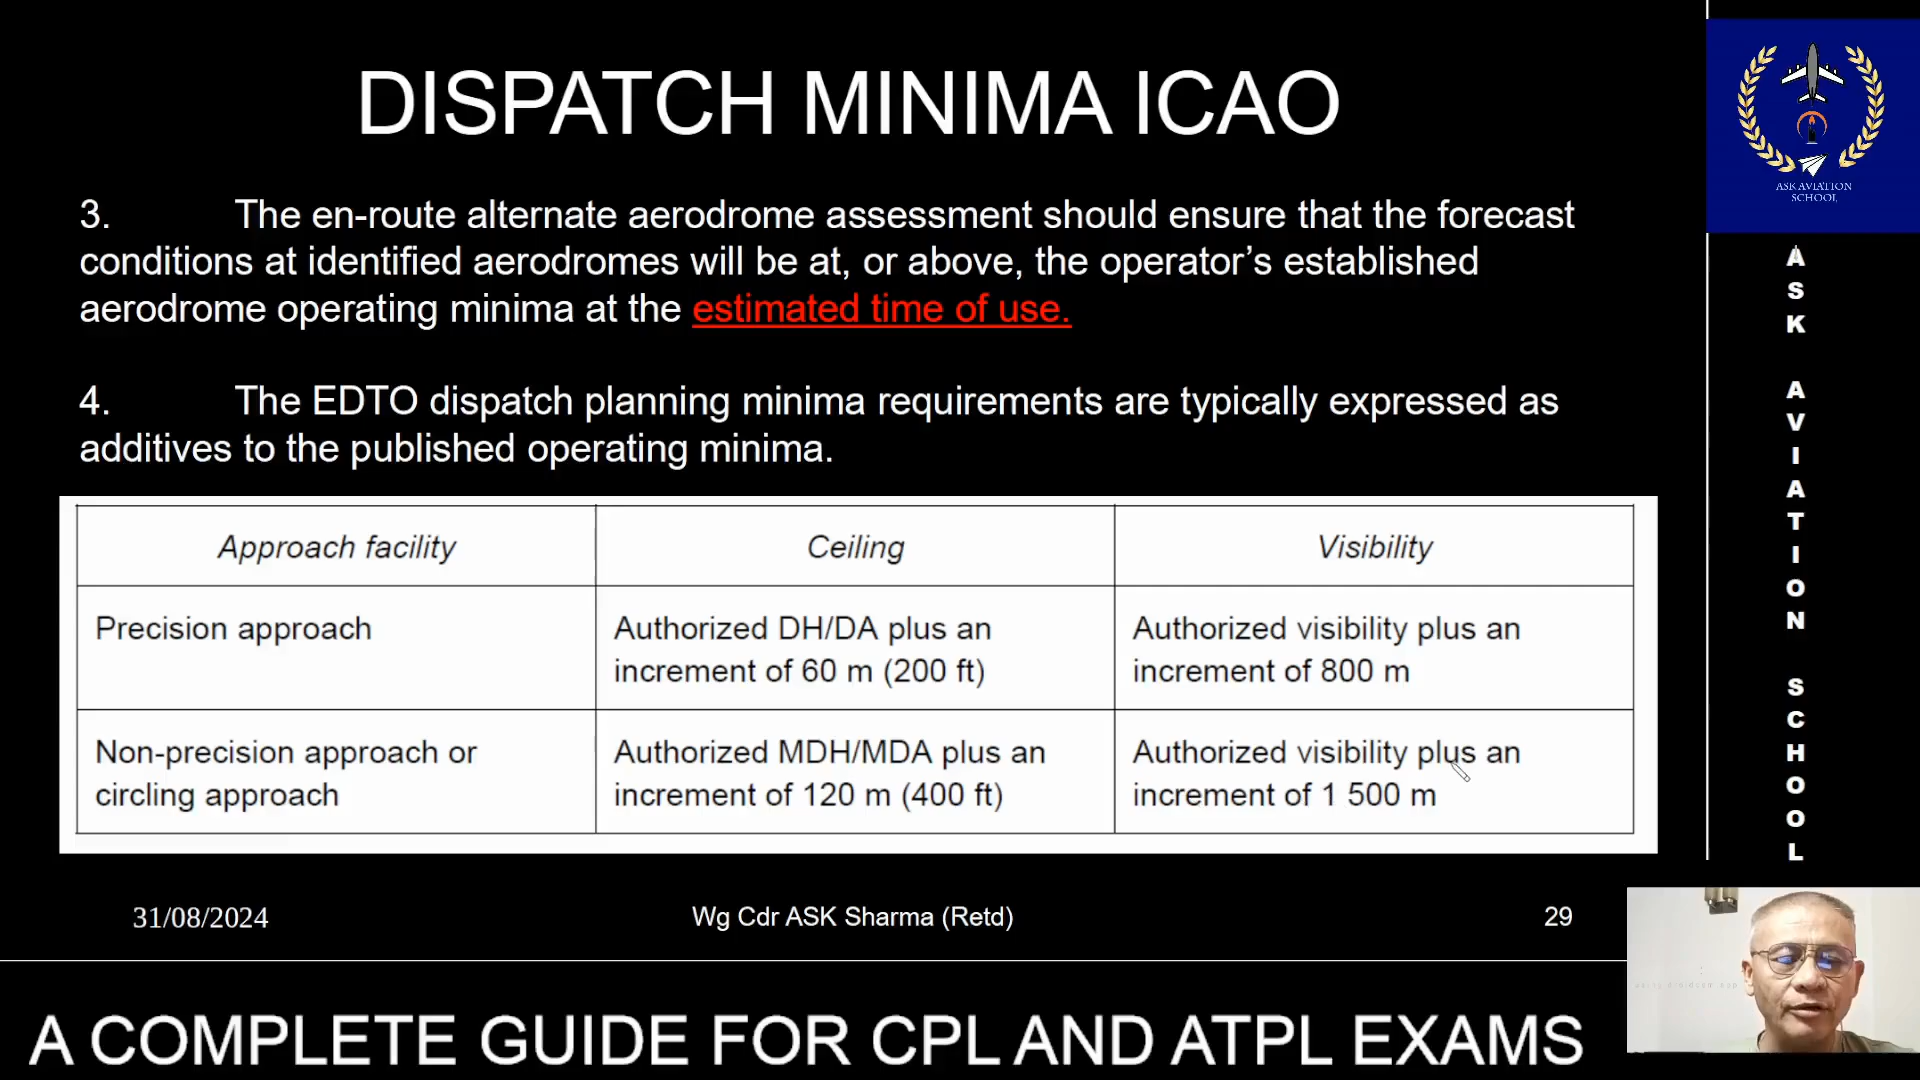 DISPATCH MINIMA ICAO
3. The en-route alternate aerodrome assessment should ensure that the forecast
conditions at identified aerodromes will be at, or above, the operator’s established
aerodrome operating minima at the estimated time of use.
4. The EDTO dispatch planning minima requirements are typically expressed as
additives to the published operating minima.
Approach facility
Ceiling
Visibility
Precision approach
Authorized DH/DA plus an
increment of 60 m (200 ft)
Authorized visibility plus an
increment of 800 m
Non-precision approach or
circling approach
Authorized MDH/MDA plus an
increment of 120 m (400 ft)
Authorized visibility plus an
increment of 1 500 m
31/08/2024
Wg Cdr ASK Sharma (Retd)
29
A COMPLETE GUIDE FOR CPL AND ATPL EXAMS
ASK AVIATION
SCHOOL
ASK AVIATION SCHOOL